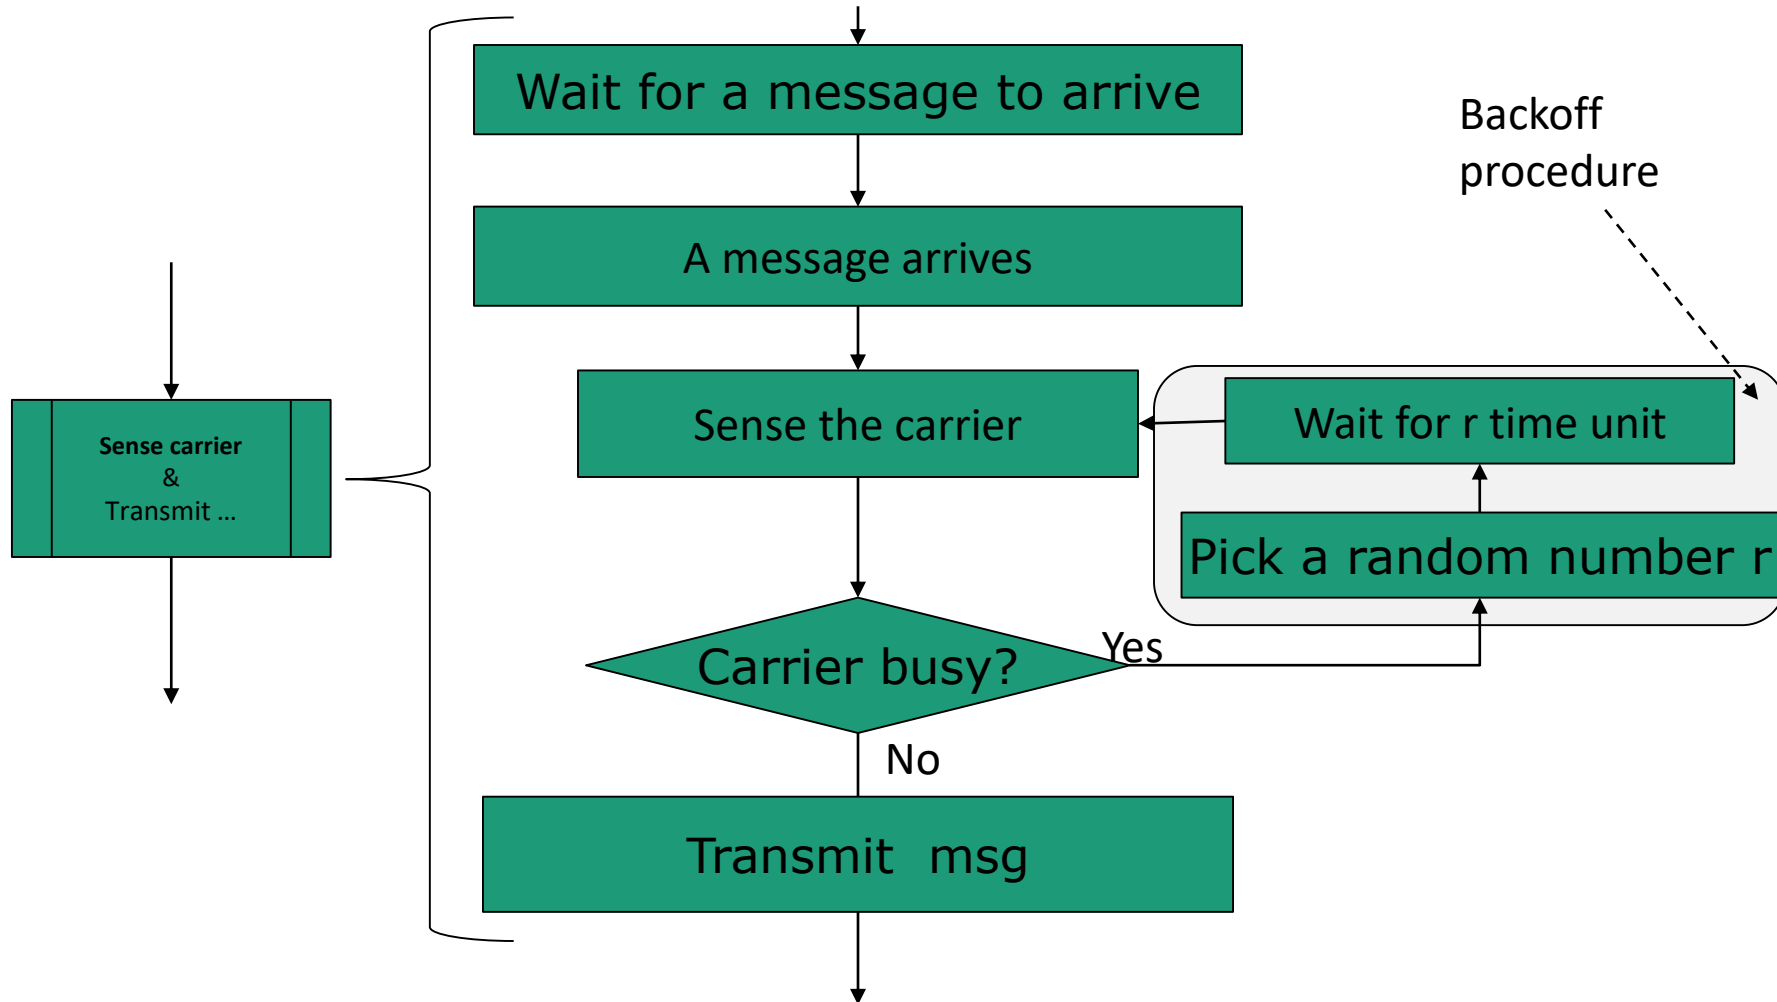 Wait for a message to arrive
Backoff
procedure
A message arrives
Sense the carrier
Wait for r time unit
Sense carrier
&
Transmit ...
Pick a random number r
Carrier busy?
Yes
No
Transmit  msg